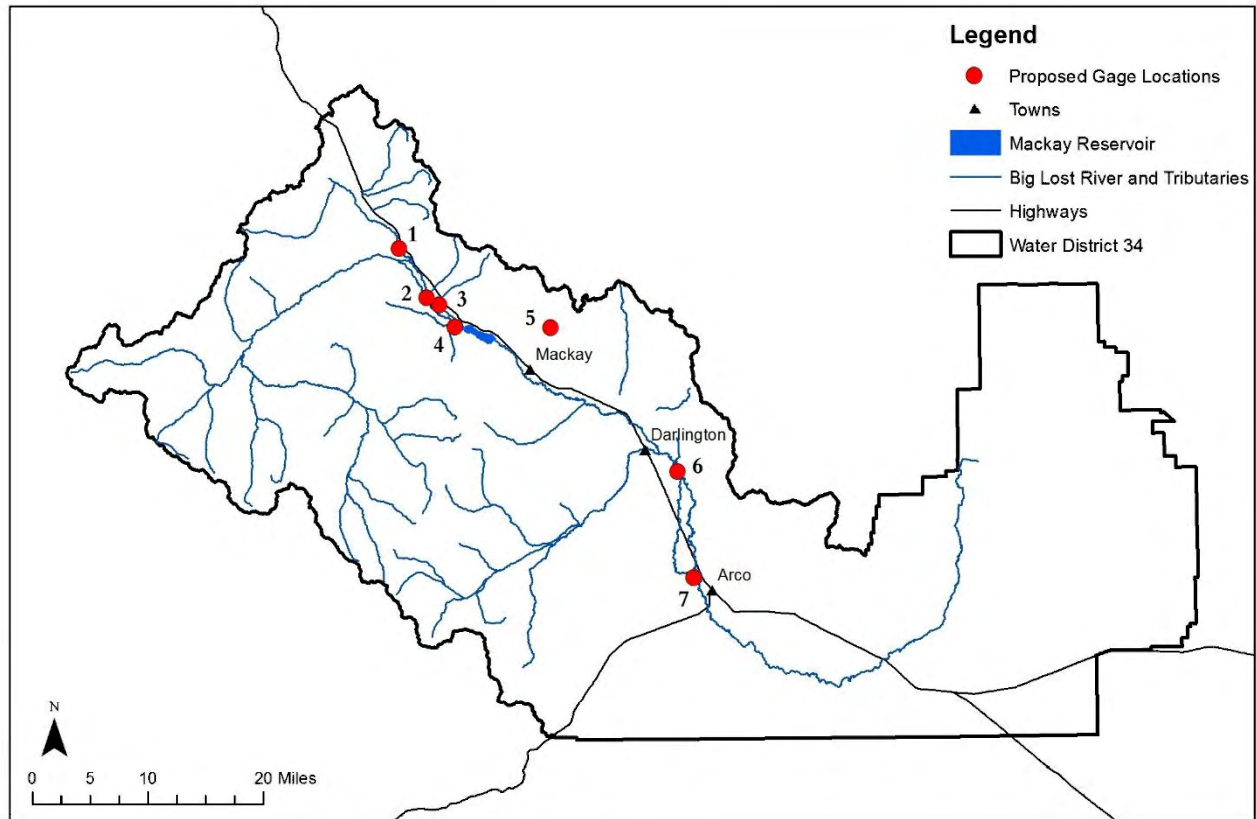 Legend
Proposed Gage Locations
Towns
Mackay Reservoir
Big Lost River and Tributaries
Highways
Water District 34
1
2
3
4
5
Mackay
Darlington
6
Arco
7
N
0 5 10 20 Miles